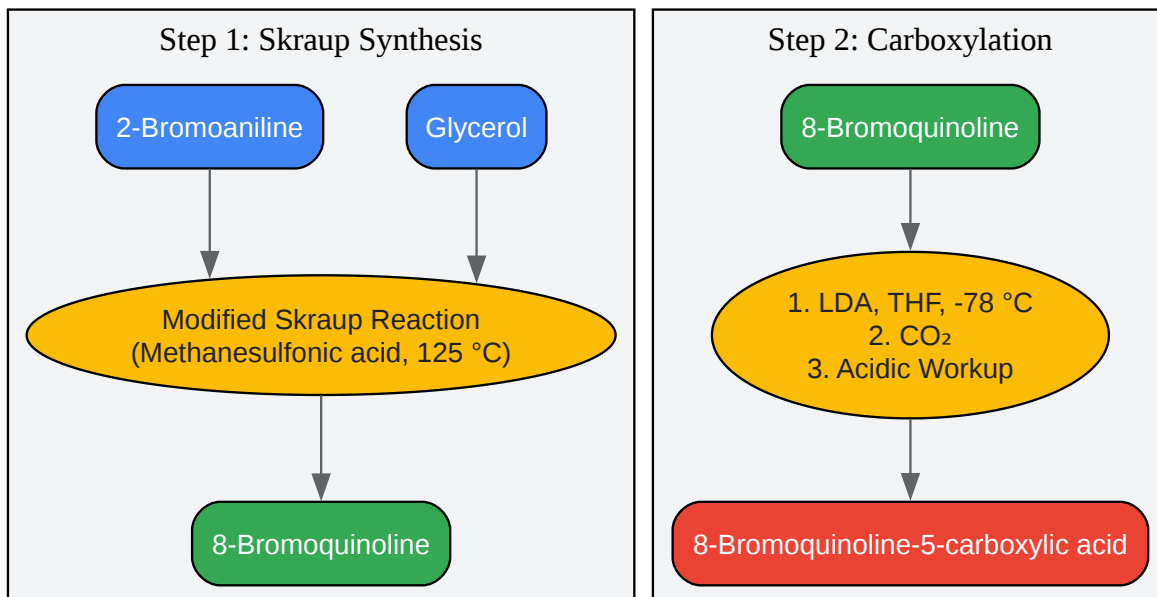 Step 1: Skraup Synthesis
2-Bromoaniline
Glycerol
Modified Skraup Reaction
(Methanesulfonic acid, 125 °C)
8-Bromoquinoline
Step 2: Carboxylation
8-Bromoquinoline
1. LDA, THF, -78 °C
2. CO₂
3. Acidic Workup
8-Bromoquinoline-5-carboxylic acid